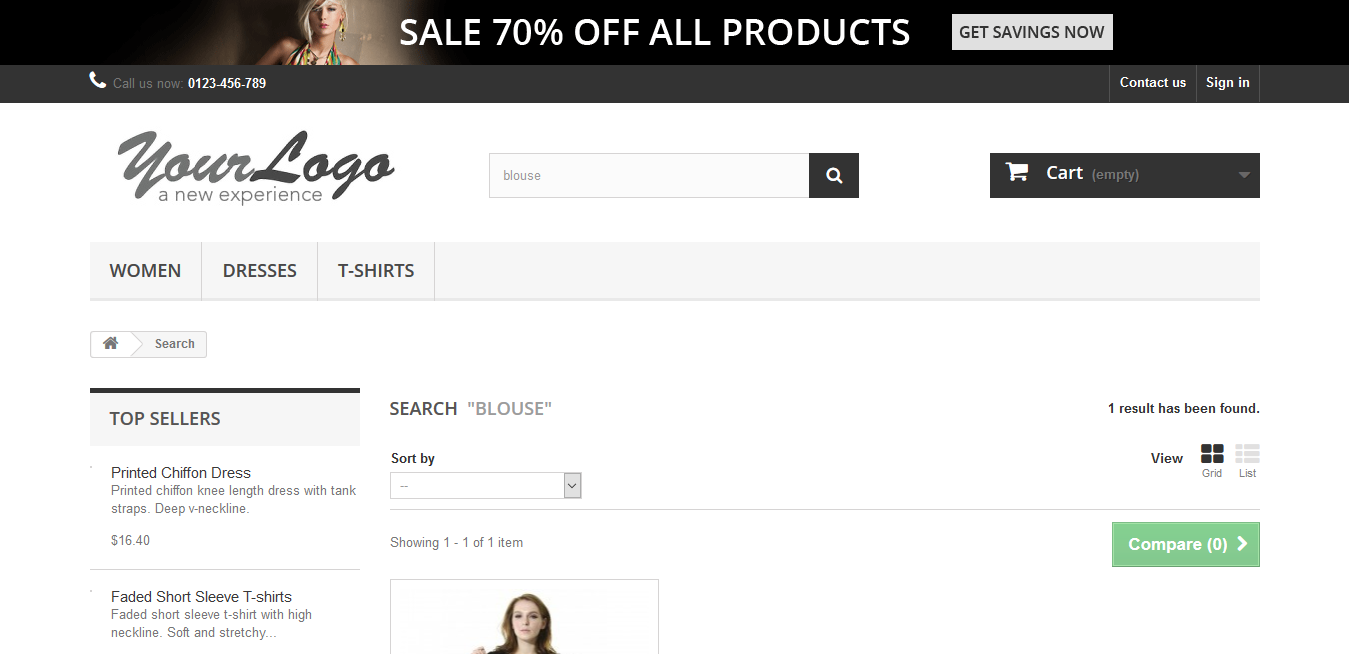 SALE 70% OFF ALL PRODUCTS GET SAVINGS NOW
Call us now: 0123-456-789 Contact us Sign in
YourLogo
a new experience
blouse
Cart (empty)
WOMEN DRESSES T-SHIRTS
Search
TOP SELLERS
Printed Chiffon Dress
Printed chiffon knee length dress with tank
straps. Deep v-neckline.
$16.40
Faded Short Sleeve T-shirts
Faded short sleeve t-shirt with high
neckline. Soft and stretchy...
SEARCH "BLOUSE"
1 result has been found.
Sort by
--
View
Grid List
Showing 1 - 1 of 1 item
Compare (0)